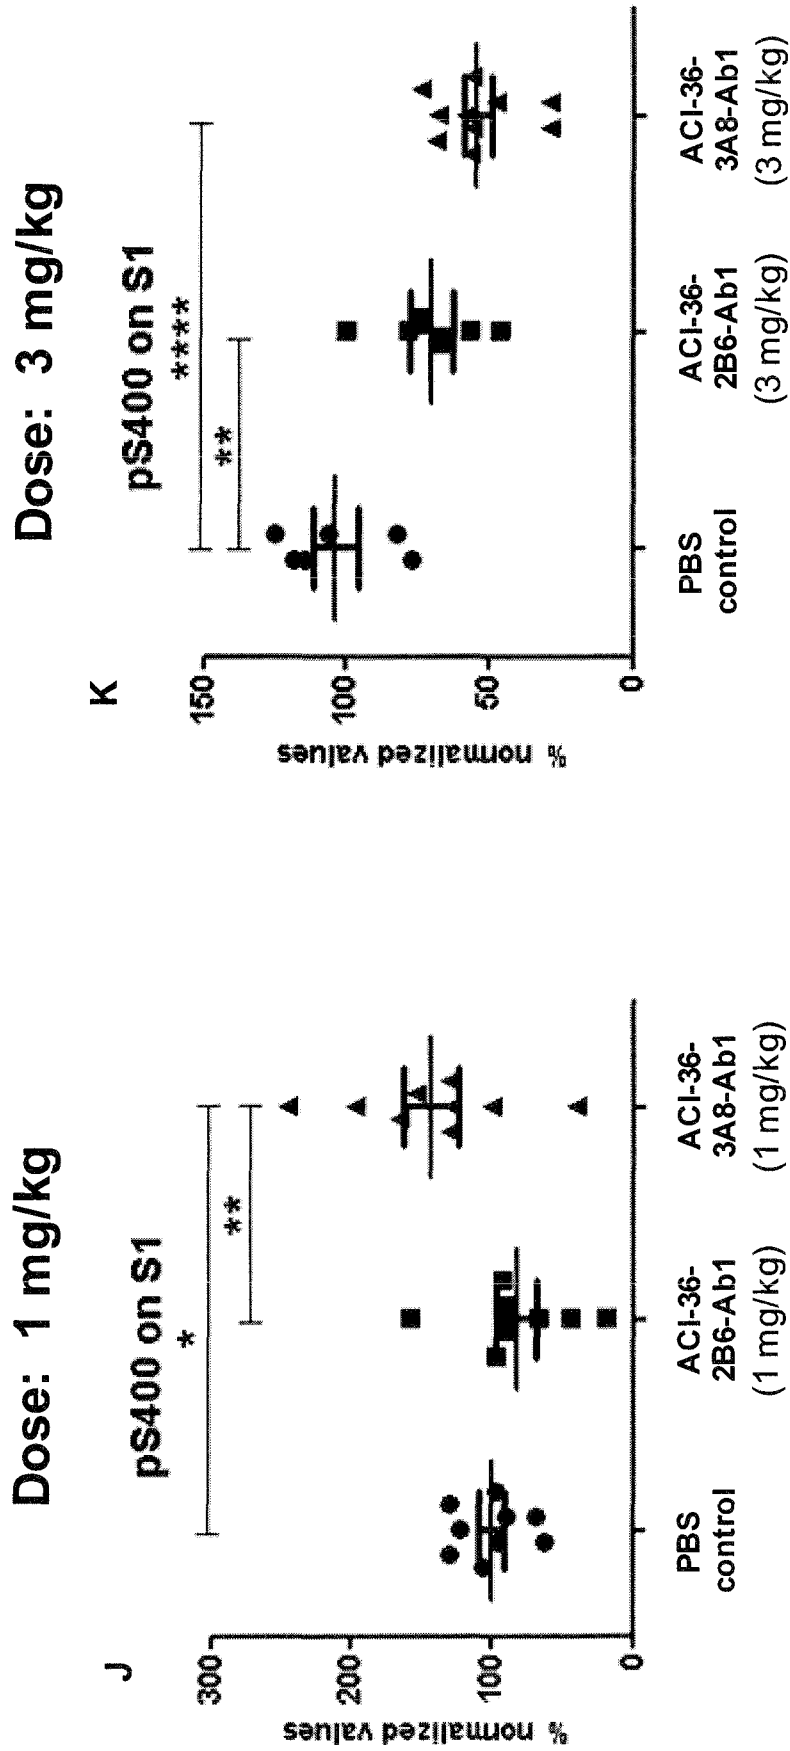 Dose: 1 mg/kg
J
pS400 on S1
*
**
300
200
100
0
% normalized values
PBS
control
ACI-36-
2B6-Ab1
(1 mg/kg)
ACI-36-
3A8-Ab1
(1 mg/kg)
Dose: 3 mg/kg
K
pS400 on S1
****
**
150
100
50
0
% normalized values
PBS
control
ACI-36-
2B6-Ab1
(3 mg/kg)
ACI-36-
3A8-Ab1
(3 mg/kg)